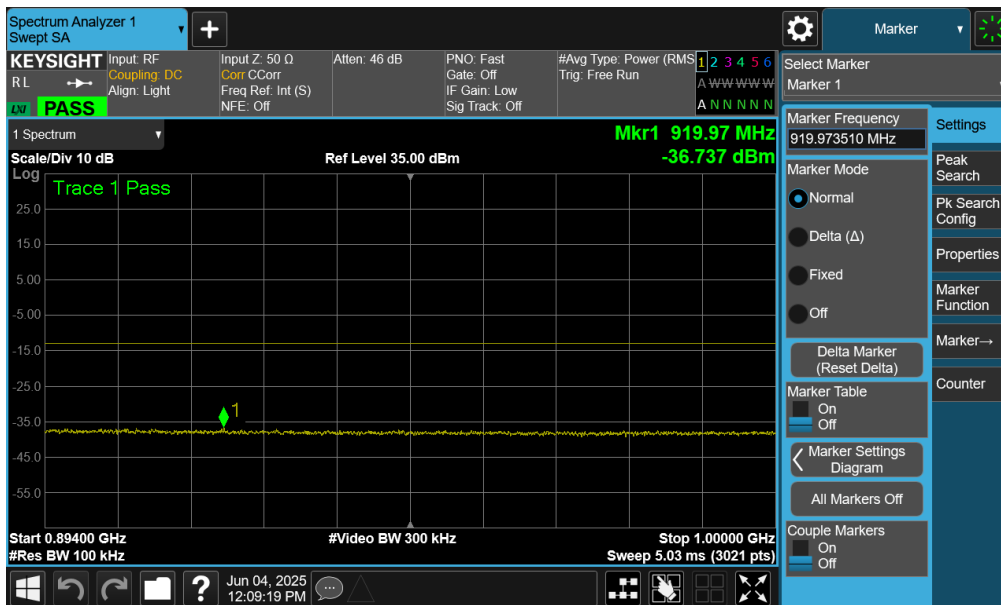 Spectrum Analyzer 1
Swept SA
+
Marker
KEYSIGHT
RL
LXI
PASS
Input: RF
Coupling: DC
Align: Light
Input Z: 50 Ω
Corr CCorr
Freq Ref: Int (S)
NFE: Off
Atten: 46 dB
PNO: Fast
Gate: Off
IF Gain: Low
Sig Track: Off
#Avg Type: Power (RMS
Trig: Free Run
1 2 3 4 5 6
A W W W W W
A N N N N N
Select Marker
Marker 1
1 Spectrum
Scale/Div 10 dB
Ref Level 35.00 dBm
Mkr1 919.97 MHz
-36.737 dBm
Log
Trace 1 Pass
25.0
15.0
5.00
-5.00
-15.0
-25.0
-35.0
-45.0
-55.0
1
Start 0.89400 GHz
#Res BW 100 kHz
#Video BW 300 kHz
Stop 1.00000 GHz
Sweep 5.03 ms (3021 pts)
Marker Frequency
919.973510 MHz
Marker Mode
Normal
Delta (Δ)
Fixed
Off
Delta Marker
(Reset Delta)
Marker Table
On
Off
Marker Settings
Diagram
All Markers Off
Couple Markers
On
Off
Settings
Peak
Search
Pk Search
Config
Properties
Marker
Function
Marker→
Counter
?
Jun 04, 2025
12:09:19 PM